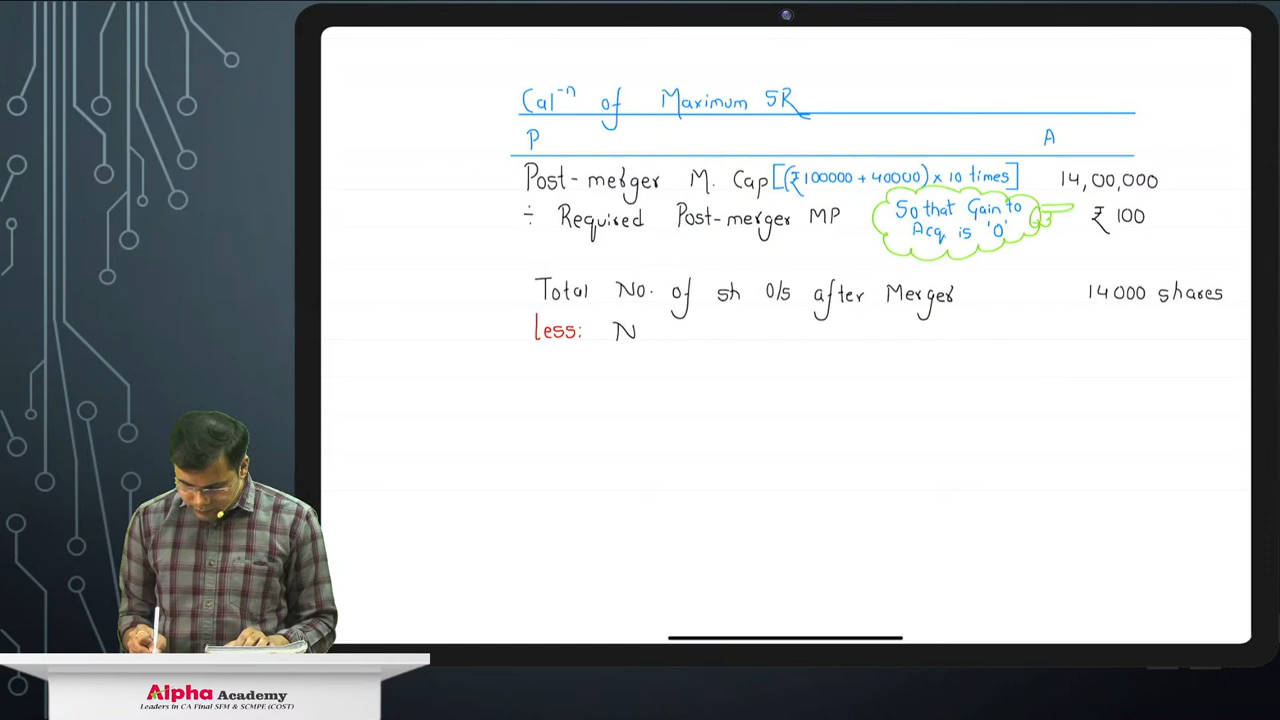 Cal⁻ⁿ of Maximum SR
P A
Post-merger M. Cap [(₹100000 + 40000) x 10 times] 14,00,000
÷ Required Post-merger MP So that Gain to Acq. is '0' ₹ 100
Total No. of sh O/s after Merger 14000 shares
less: N
Alpha Academy
Leaders in CA Final SFM & SCMPE (COST)